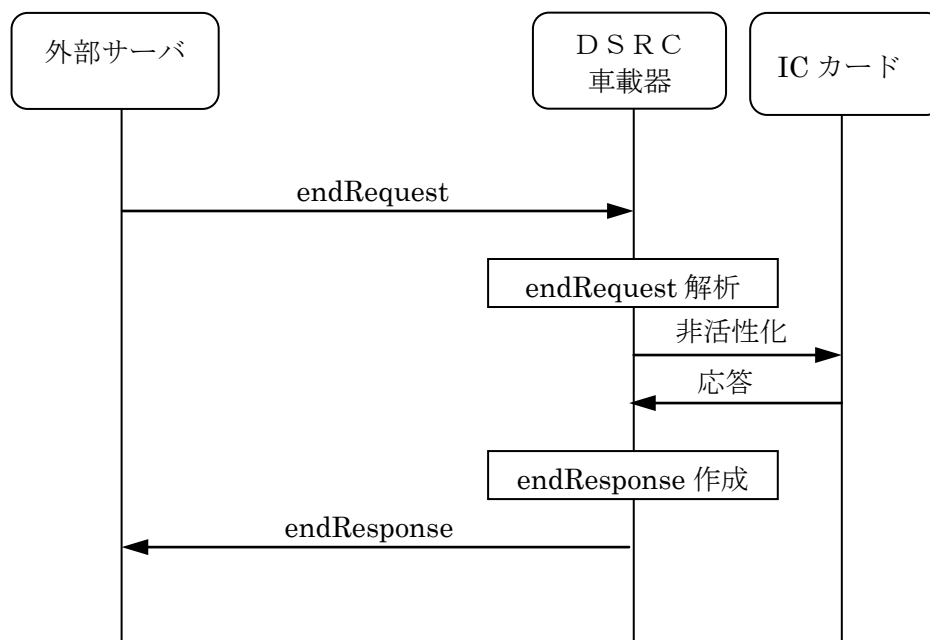 外部サーバ
ＤＳＲＣ
車載器
IC カード
endRequest
endRequest 解析
非活性化
応答
endResponse 作成
endResponse